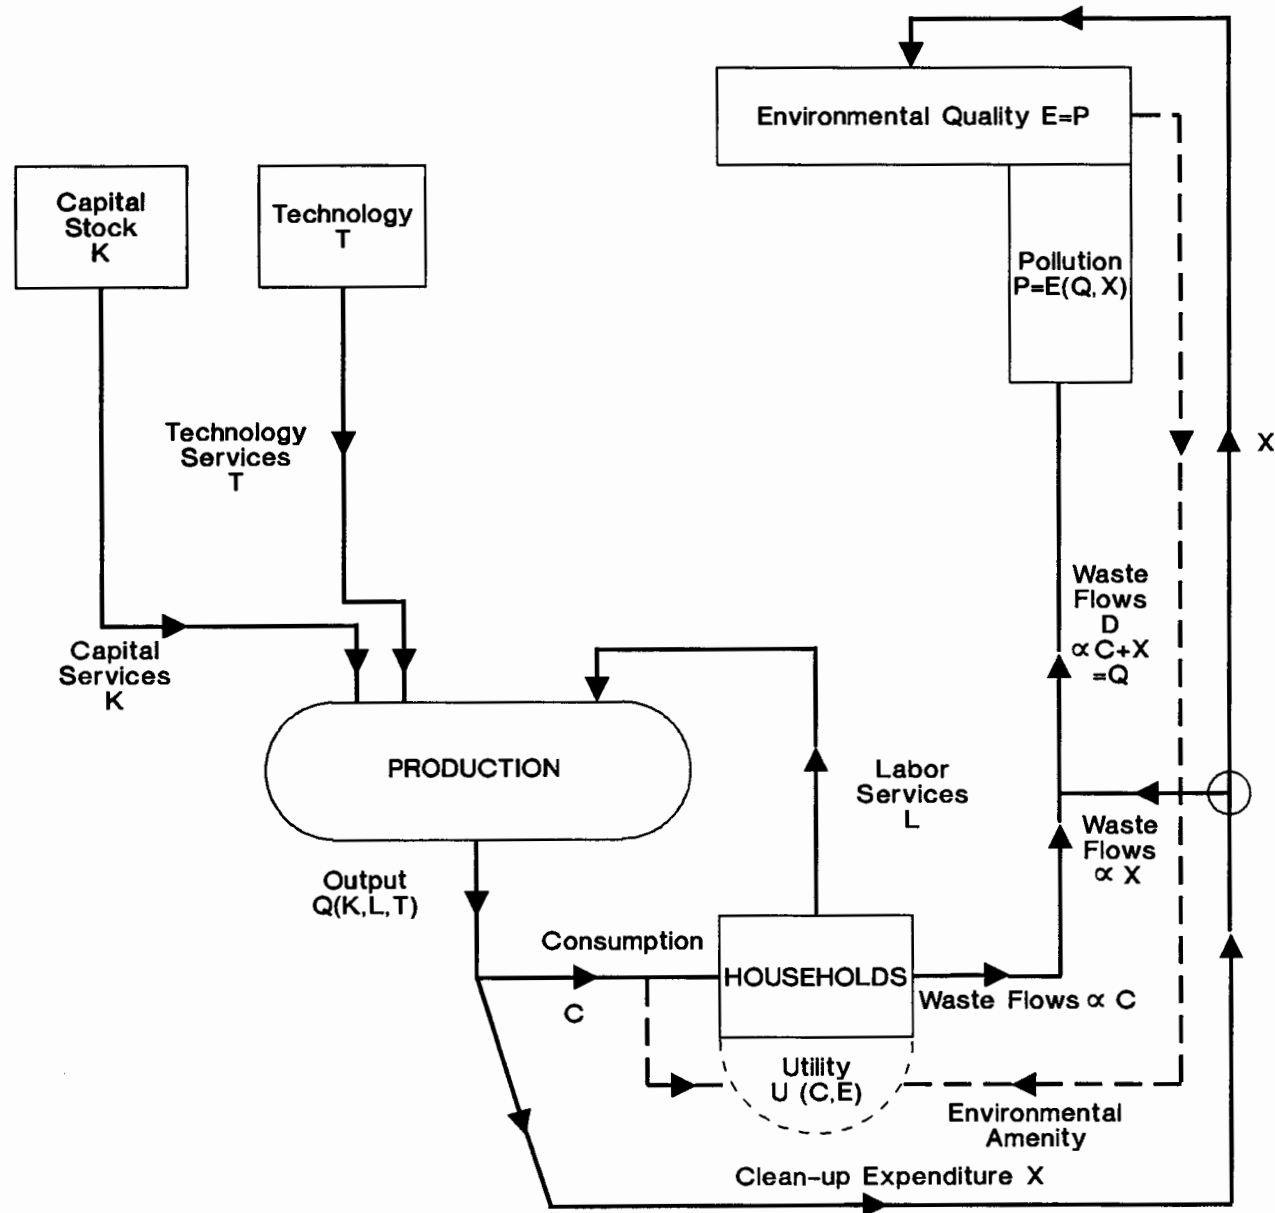 Environmental Quality E=P
Capital
Stock
K
Technology
T
Pollution
P=E(Q,X)
Technology
Services
T
X
Waste
Flows
D
∝ C+X
=Q
Capital
Services
K
PRODUCTION
Labor
Services
L
Waste
Flows
∝ X
Output
Q(K,L,T)
Consumption
C
HOUSEHOLDS
Waste Flows ∝ C
Utility
U (C,E)
Environmental
Amenity
Clean-up Expenditure X